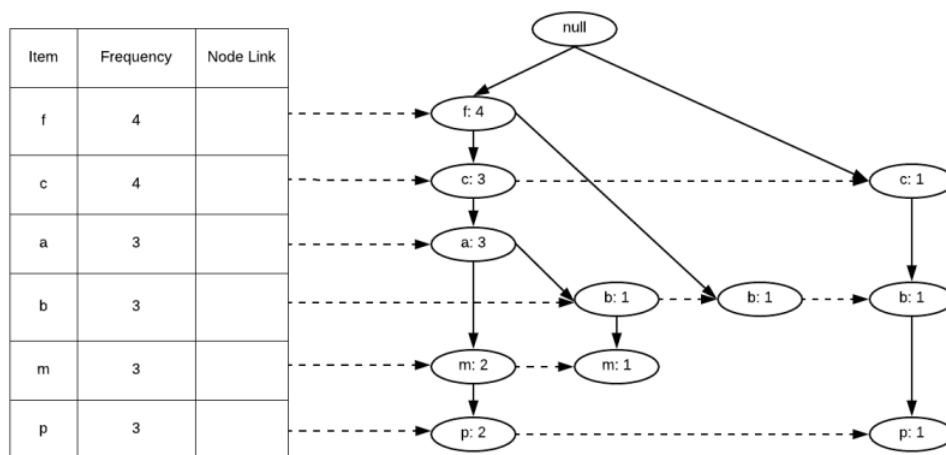 null
Item Frequency Node Link
f 4 f: 4
c 4 c: 3 c: 1
a 3 a: 3
b 3 b: 1 b: 1 b: 1
m 3 m: 2 m: 1
p 3 p: 2 p: 1